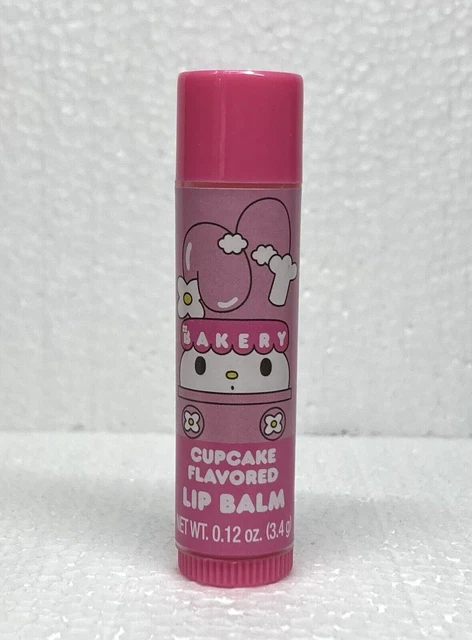 BAKERY
CUPCAKE
FLAVORED
LIP BALM
NET WT. 0.12 oz. (3.4 g)